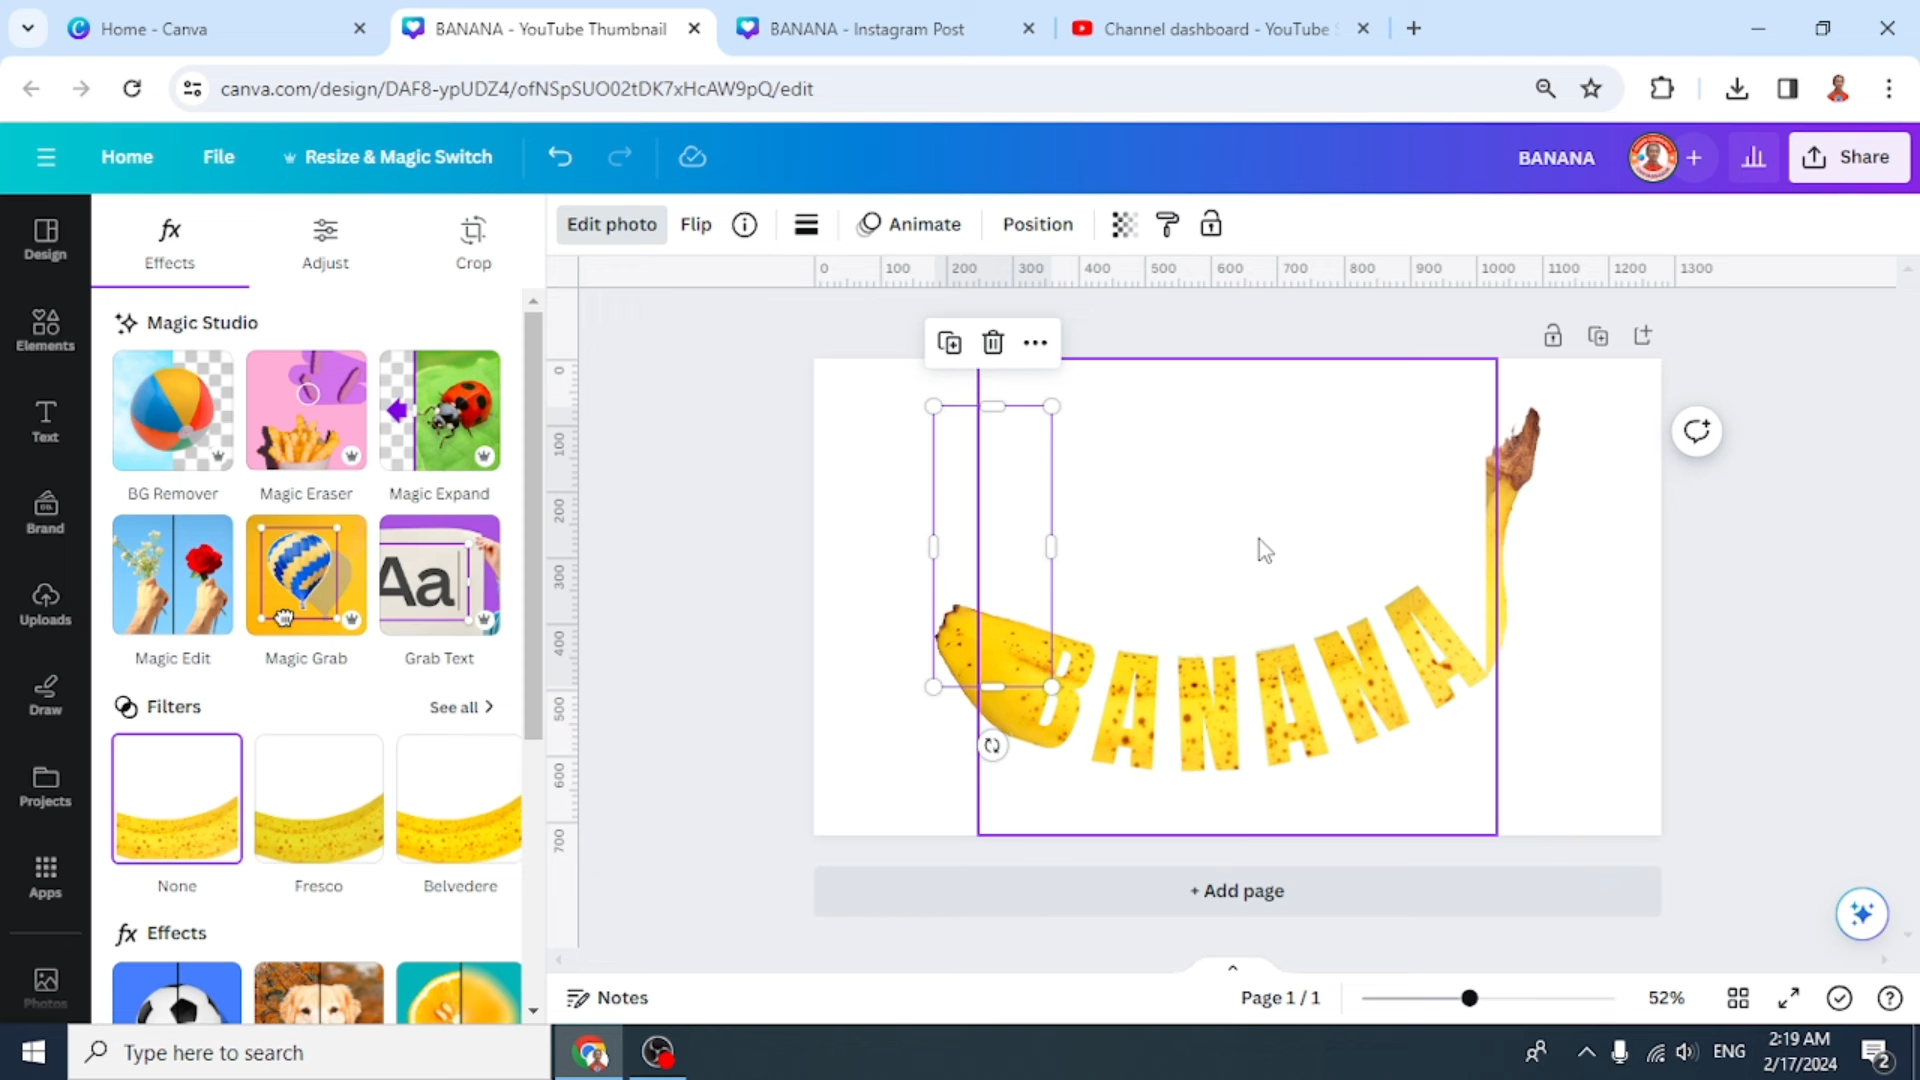 Home - Canva
BANANA - YouTube Thumbnail
BANANA - Instagram Post
Channel dashboard - YouTube
canva.com/design/DAF8-ypUDZ4/ofNSpSUO02tDK7xHcAW9pQ/edit
Home
File
Resize & Magic Switch
BANANA
Share
Design
Elements
Text
Brand
Uploads
Draw
Projects
Apps
Photos
fx
Effects
Adjust
Crop
Edit photo
Flip
Animate
Position
Magic Studio
BG Remover
Magic Eraser
Magic Expand
Aa
Magic Edit
Magic Grab
Grab Text
Filters
See all
None
Fresco
Belvedere
fx Effects
0 100 200 300 400 500 600 700 800 900 1000 1100 1200 1300
0
100
200
300
400
500
600
700
BANANA
+ Add page
Notes
Page 1 / 1
52%
Type here to search
ENG
2:19 AM
2/17/2024
2